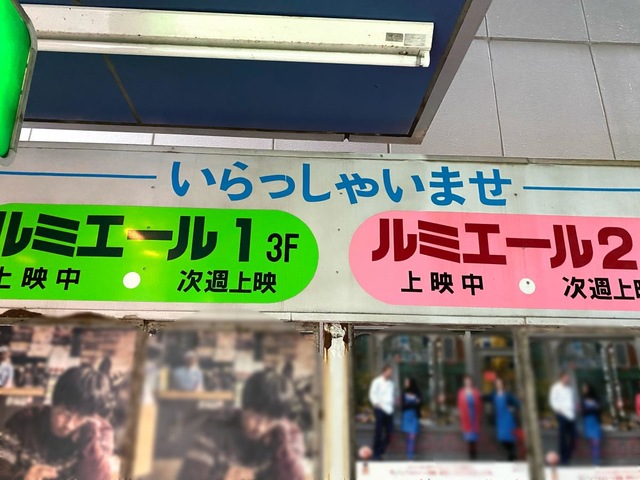 いらっしゃいませ
ルミエール1 3F
上映中 次週上映
ルミエール2
上映中 次週上映